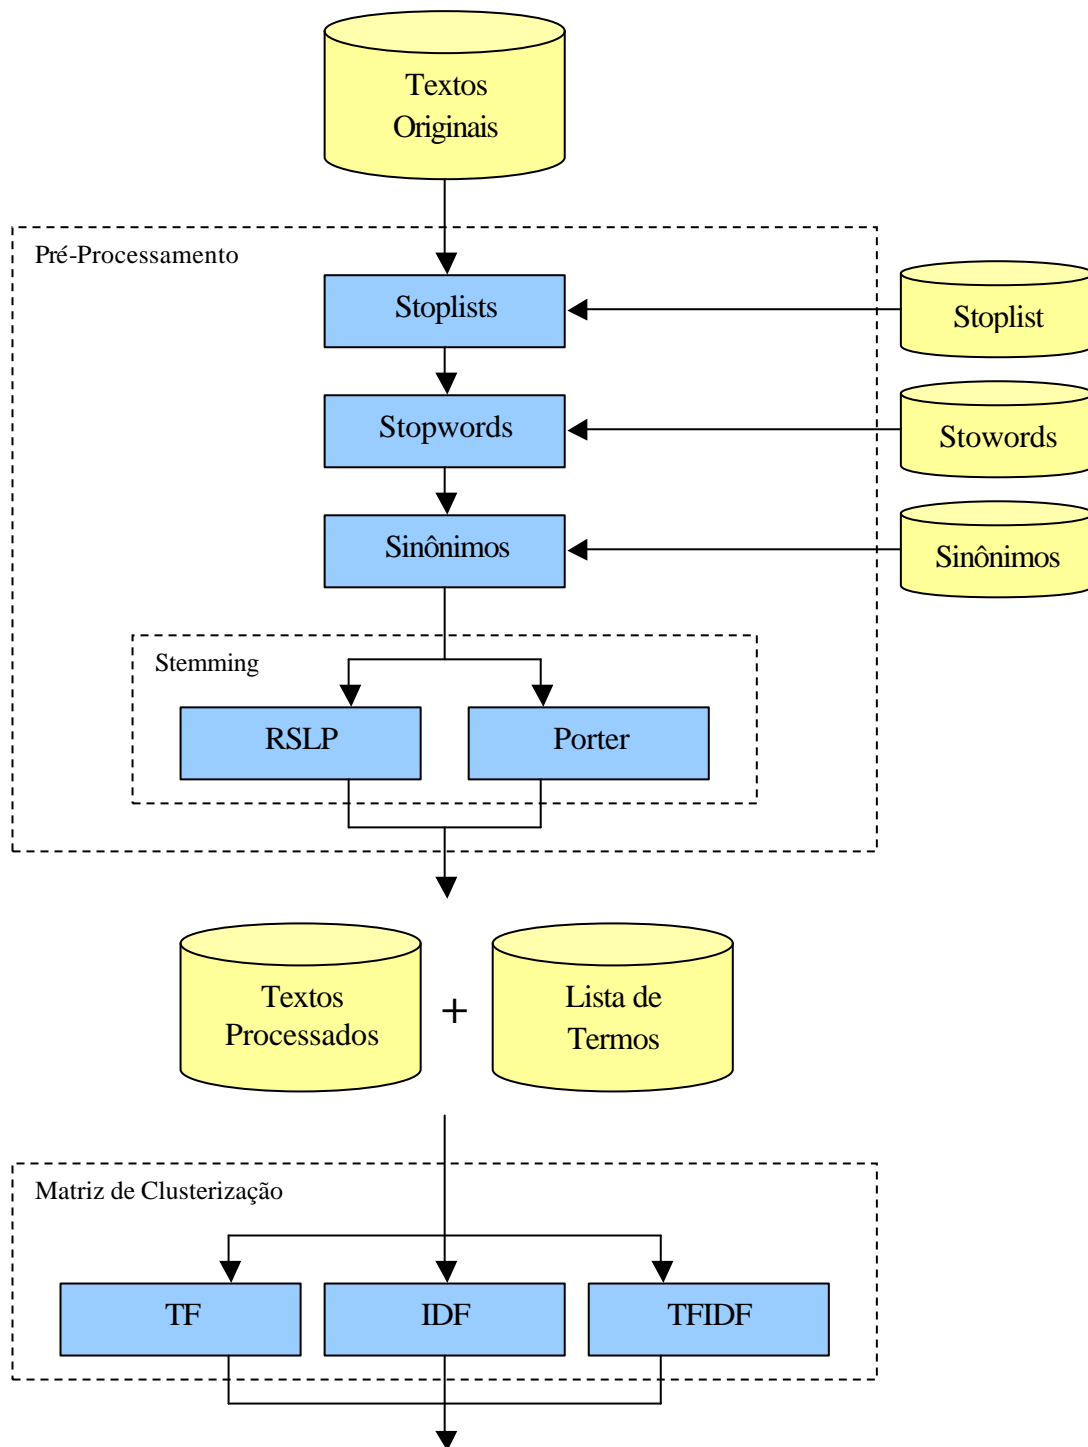 Textos
Originais
Pré-Processamento
Stoplists
Stoplist
Stopwords
Stowords
Sinônimos
Sinônimos
Stemming
RSLP
Porter
Textos
Processados
+
Lista de
Termos
Matriz de Clusterização
TF
IDF
TFIDF